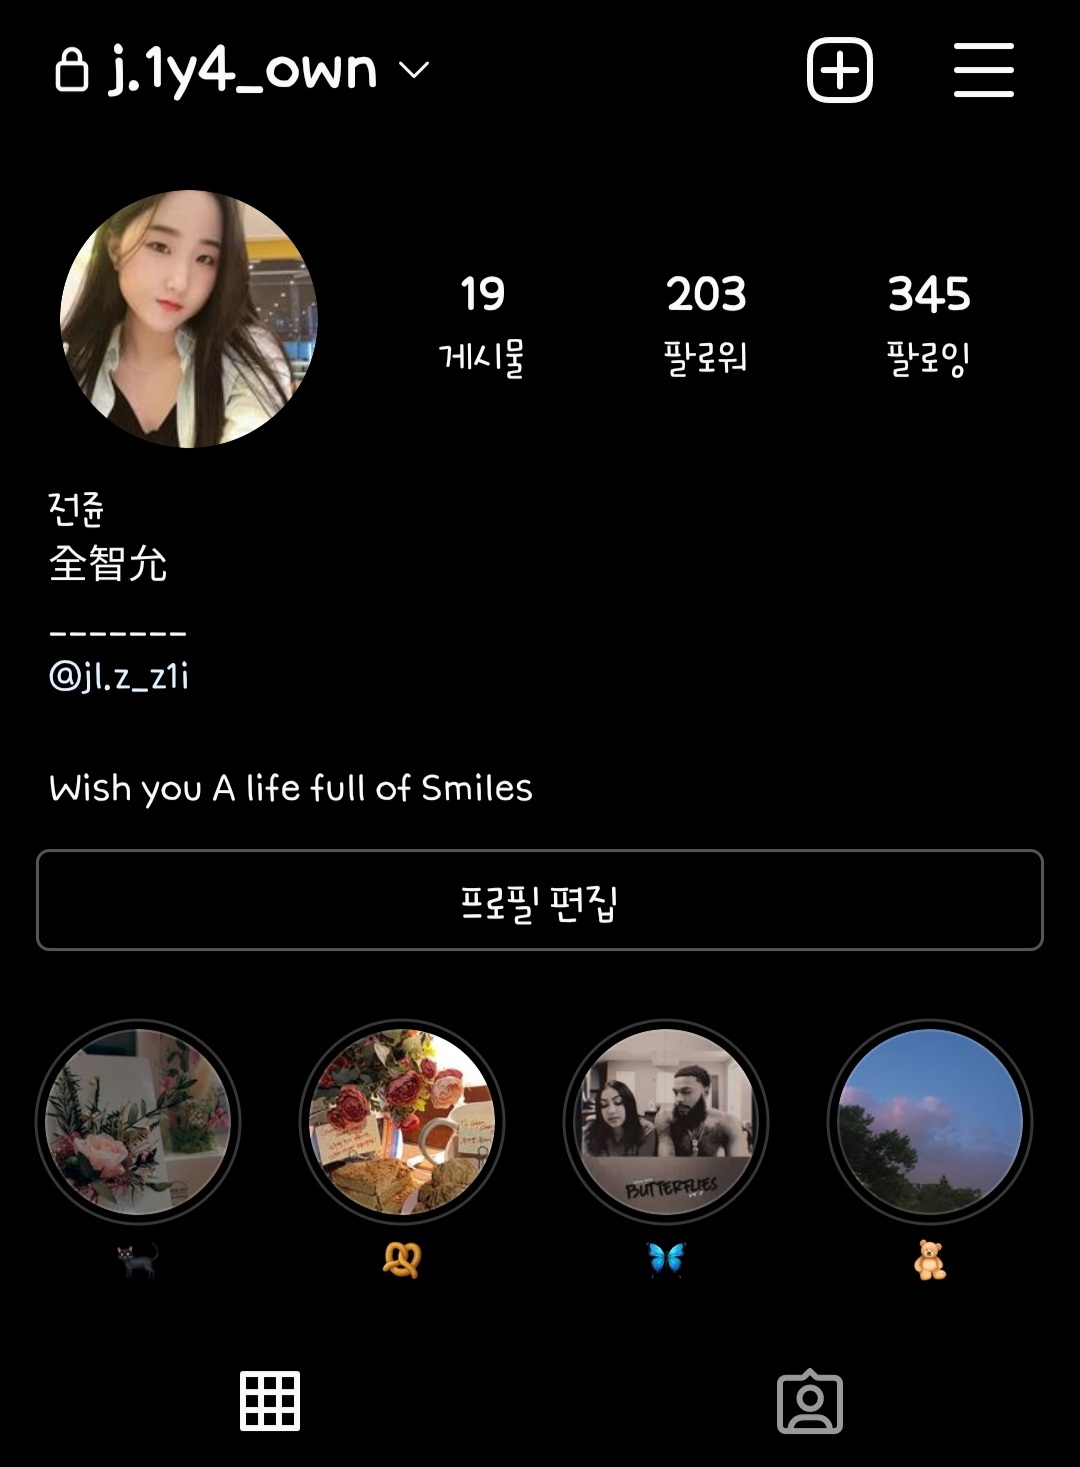 j.1y4_own
19 203 345
게시물 팔로워 팔로잉
전쥰
全智允
-------
@jl.z_z1i
Wish you A life full of Smiles
프로필 편집
BUTTERFLIES